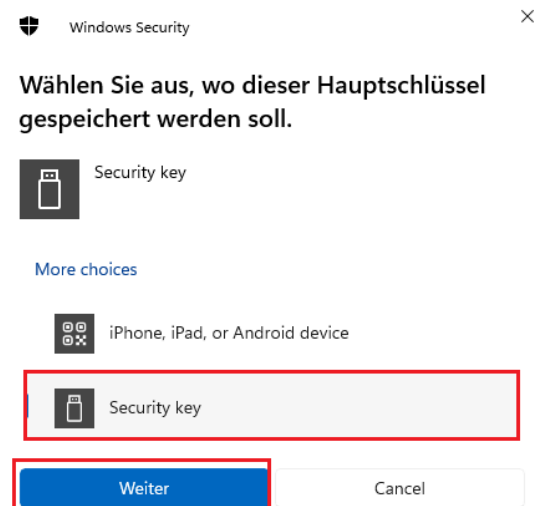 Windows Security
Wählen Sie aus, wo dieser Hauptschlüssel
gespeichert werden soll.
Security key
More choices
iPhone, iPad, or Android device
Security key
Weiter
Cancel